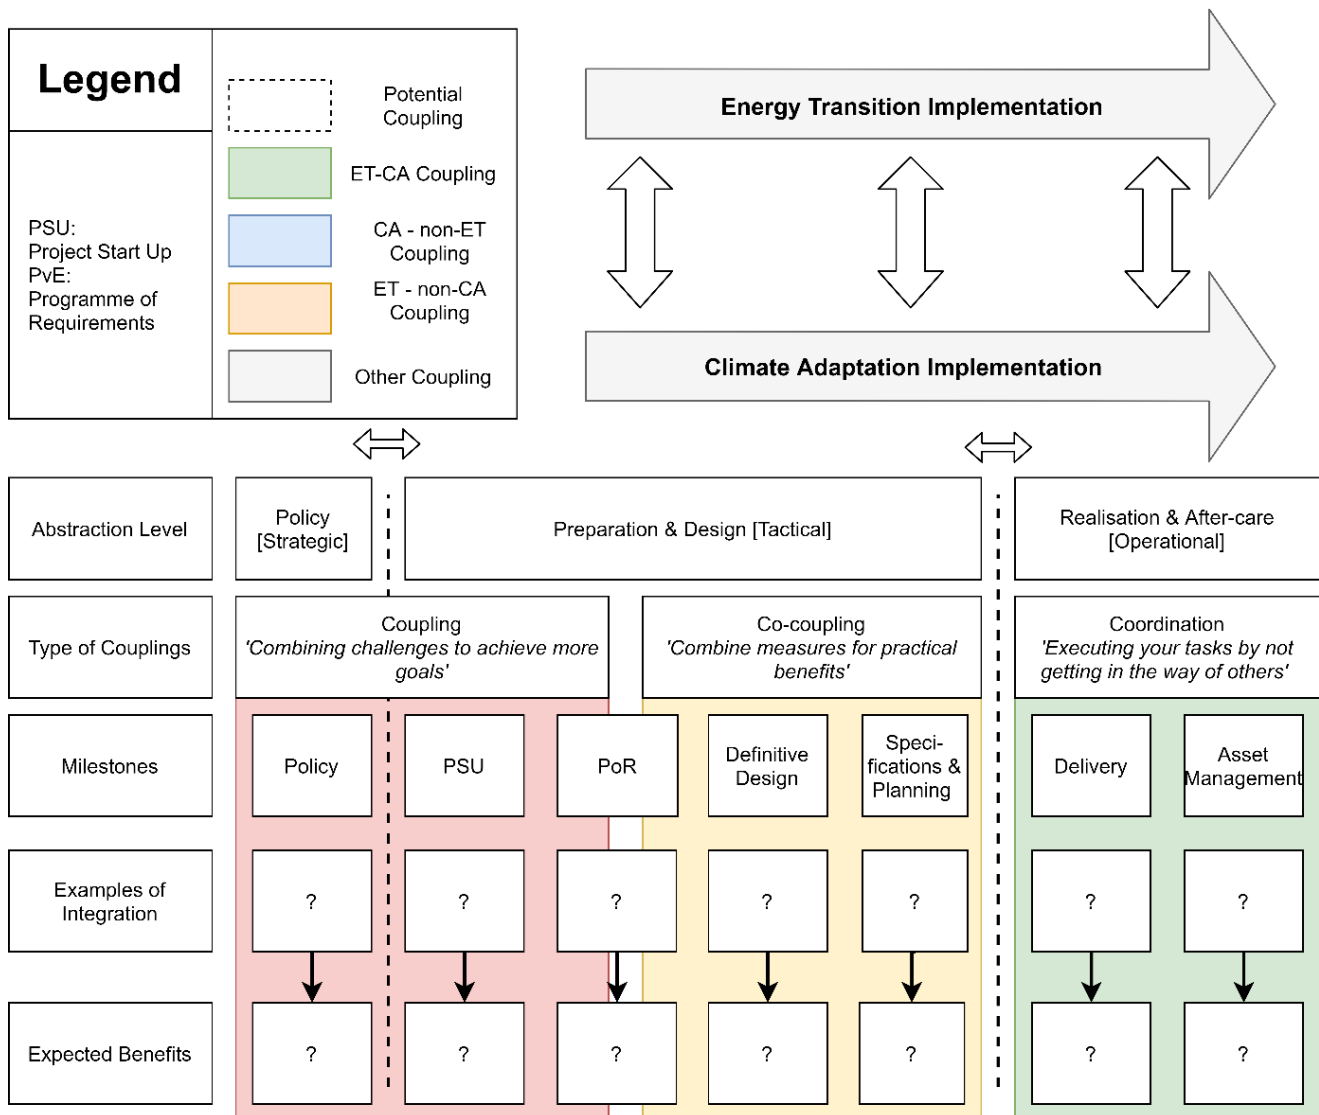 Legend
PSU:
Project Start Up
PvE:
Programme of
Requirements
Potential
Coupling
ET-CA Coupling
CA - non-ET
Coupling
ET - non-CA
Coupling
Other Coupling
Energy Transition Implementation
Climate Adaptation Implementation
Abstraction Level
Policy
[Strategic]
Preparation & Design [Tactical]
Realisation & After-care
[Operational]
Type of Couplings
Coupling
'Combining challenges to achieve more
goals'
Co-coupling
'Combine measures for practical
benefits'
Coordination
'Executing your tasks by not
getting in the way of others'
Milestones
Policy
PSU
PoR
Definitive
Design
Speci-
fications &
Planning
Delivery
Asset
Management
Examples of
Integration
?
?
?
?
?
?
?
Expected Benefits
?
?
?
?
?
?
?